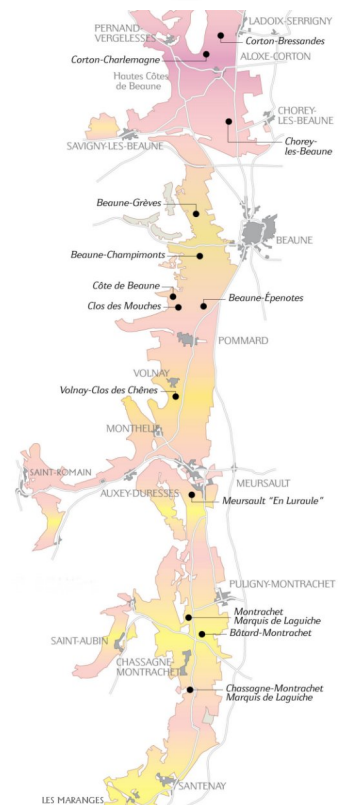 PERNAND-
VERGELESSES
LADOIX-SERRIGNY
Corton-Bressandes
Corton-Charlemagne
ALOXE-CORTON
Hautes Côtes
de Beaune
CHOREY-
LES-BEAUNE
SAVIGNY-LES-BEAUNE
Chorey-
les-Beaune
Beaune-Grèves
BEAUNE
Beaune-Champimonts
Côte de Beaune
Clos des Mouches
Beaune-Épenotes
POMMARD
VOLNAY
Volnay-Clos des Chênes
MONTHELIE
SAINT-ROMAIN
MEURSAULT
AUXEY-DURESSES
Meursault "En Luraule"
PULIGNY-MONTRACHET
Montrachet
Marquis de Laguiche
Bâtard-Montrachet
SAINT-AUBIN
CHASSAGNE-
MONTRACHET
Chassagne-Montrachet
Marquis de Laguiche
SANTENAY
LES MARANGES